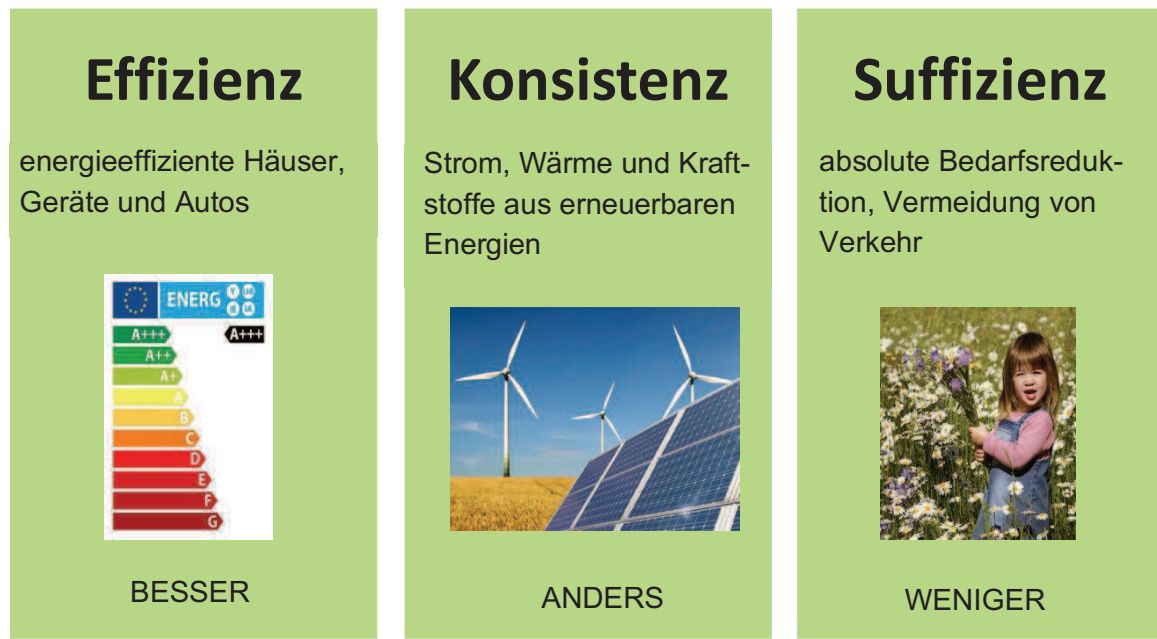 Effizienz
energieeffiziente Häuser,
Geräte und Autos
ENERG
A+++
A+++
A++
A+
A
B
C
D
E
F
G
BESSER
Konsistenz
Strom, Wärme und Kraft-
stoffe aus erneuerbaren
Energien
ANDERS
Suffizienz
absolute Bedarfsreduk-
tion, Vermeidung von
Verkehr
WENIGER